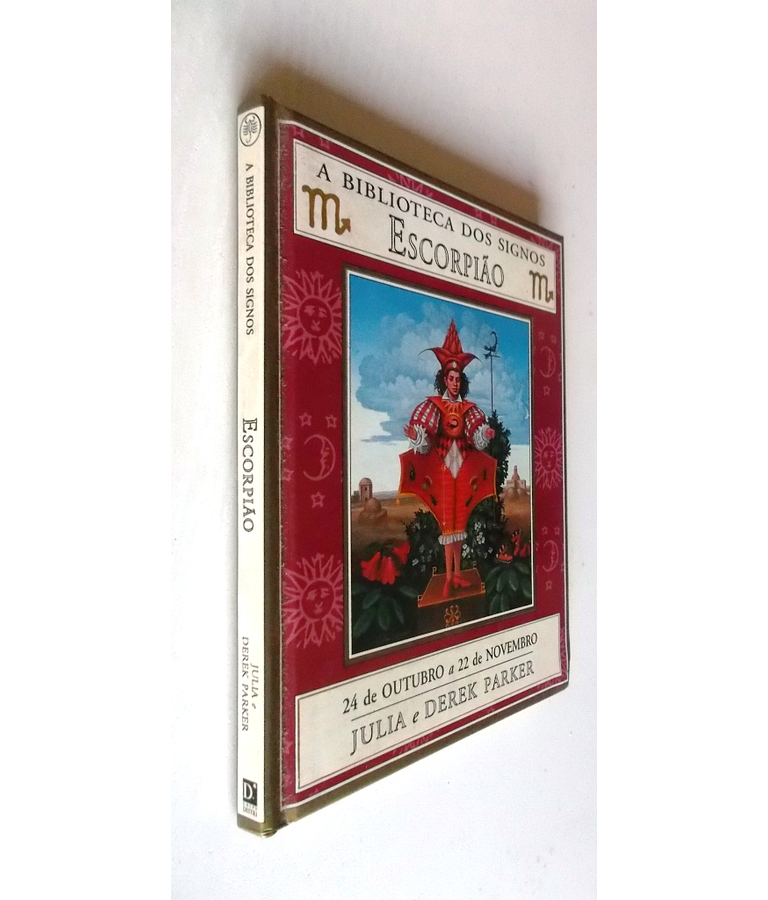 A BIBLIOTECA DOS SIGNOS
ESCORPIÃO
24 de OUTUBRO a 22 de NOVEMBRO
JULIA e DEREK PARKER
A BIBLIOTECA DOS SIGNOS
ESCORPIÃO
JULIA e
DEREK PARKER
D